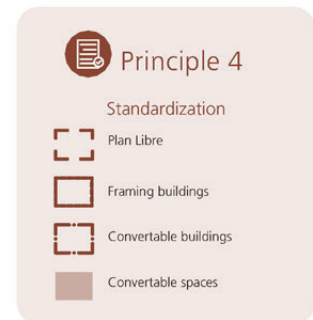 Principle 4
Standardization
Plan Libre
Framing buildings
Convertable buildings
Convertable spaces